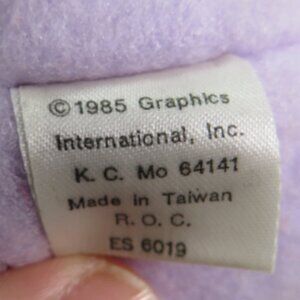 ©1985 Graphics
International, Inc.
K. C. Mo 64141
Made in Taiwan
R. O. C.
ES 6019